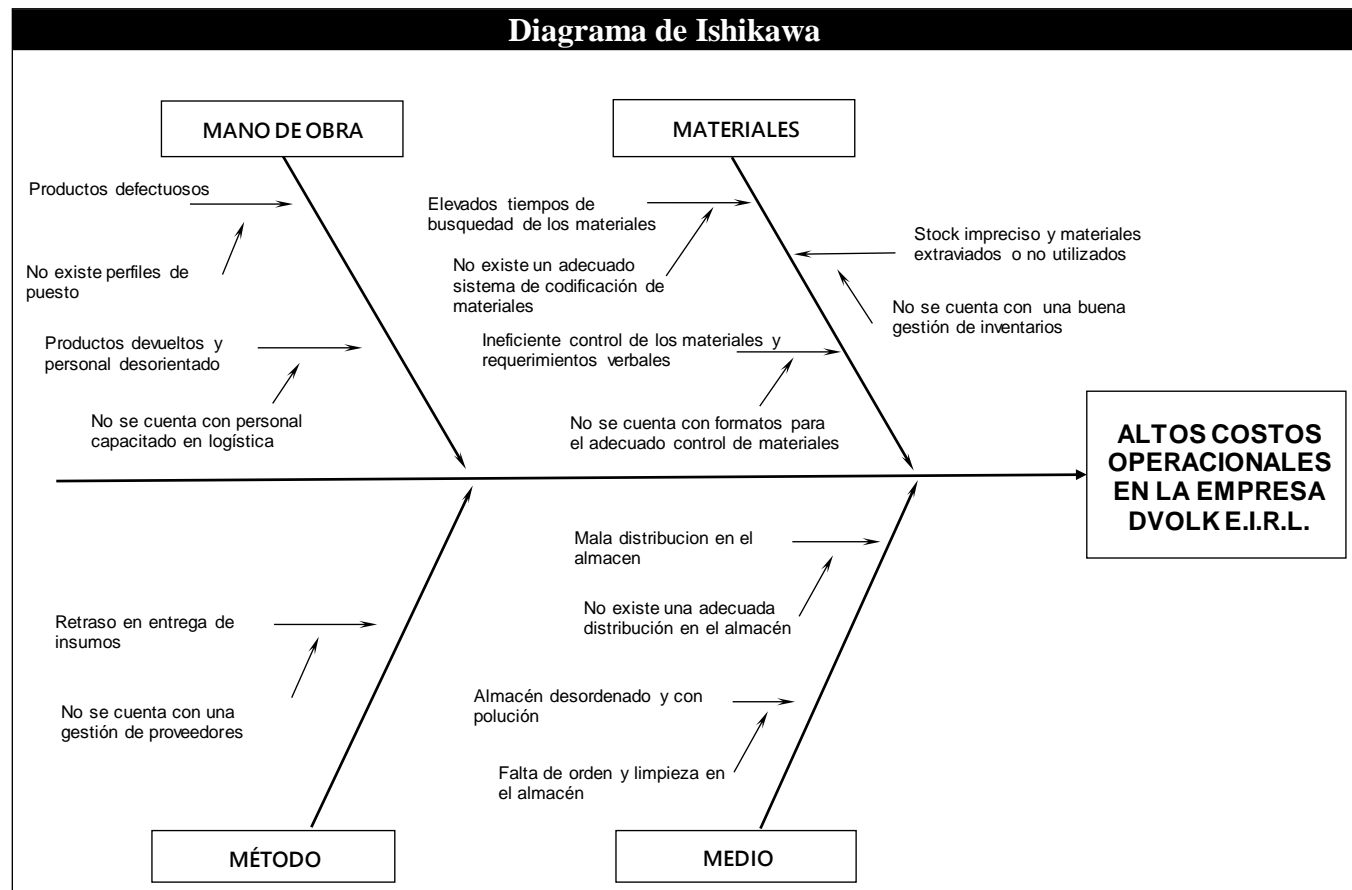 Diagrama de Ishikawa
MANO DE OBRA
MATERIALES
Productos defectuosos
No existe perfiles de
puesto
Productos devueltos y
personal desorientado
No se cuenta con personal
capacitado en logística
Elevados tiempos de
busquedad de los materiales
No existe un adecuado
sistema de codificación de
materiales
Ineficiente control de los materiales y
requerimientos verbales
No se cuenta con formatos para
el adecuado control de materiales
Stock impreciso y materiales
extraviados o no utilizados
No se cuenta con una buena
gestión de inventarios
ALTOS COSTOS
OPERACIONALES
EN LA EMPRESA
DVOLK E.I.R.L.
Retraso en entrega de
insumos
No se cuenta con una
gestión de proveedores
Mala distribucion en el
almacen
No existe una adecuada
distribución en el almacén
Almacén desordenado y con
polución
Falta de orden y limpieza en
el almacén
MÉTODO
MEDIO